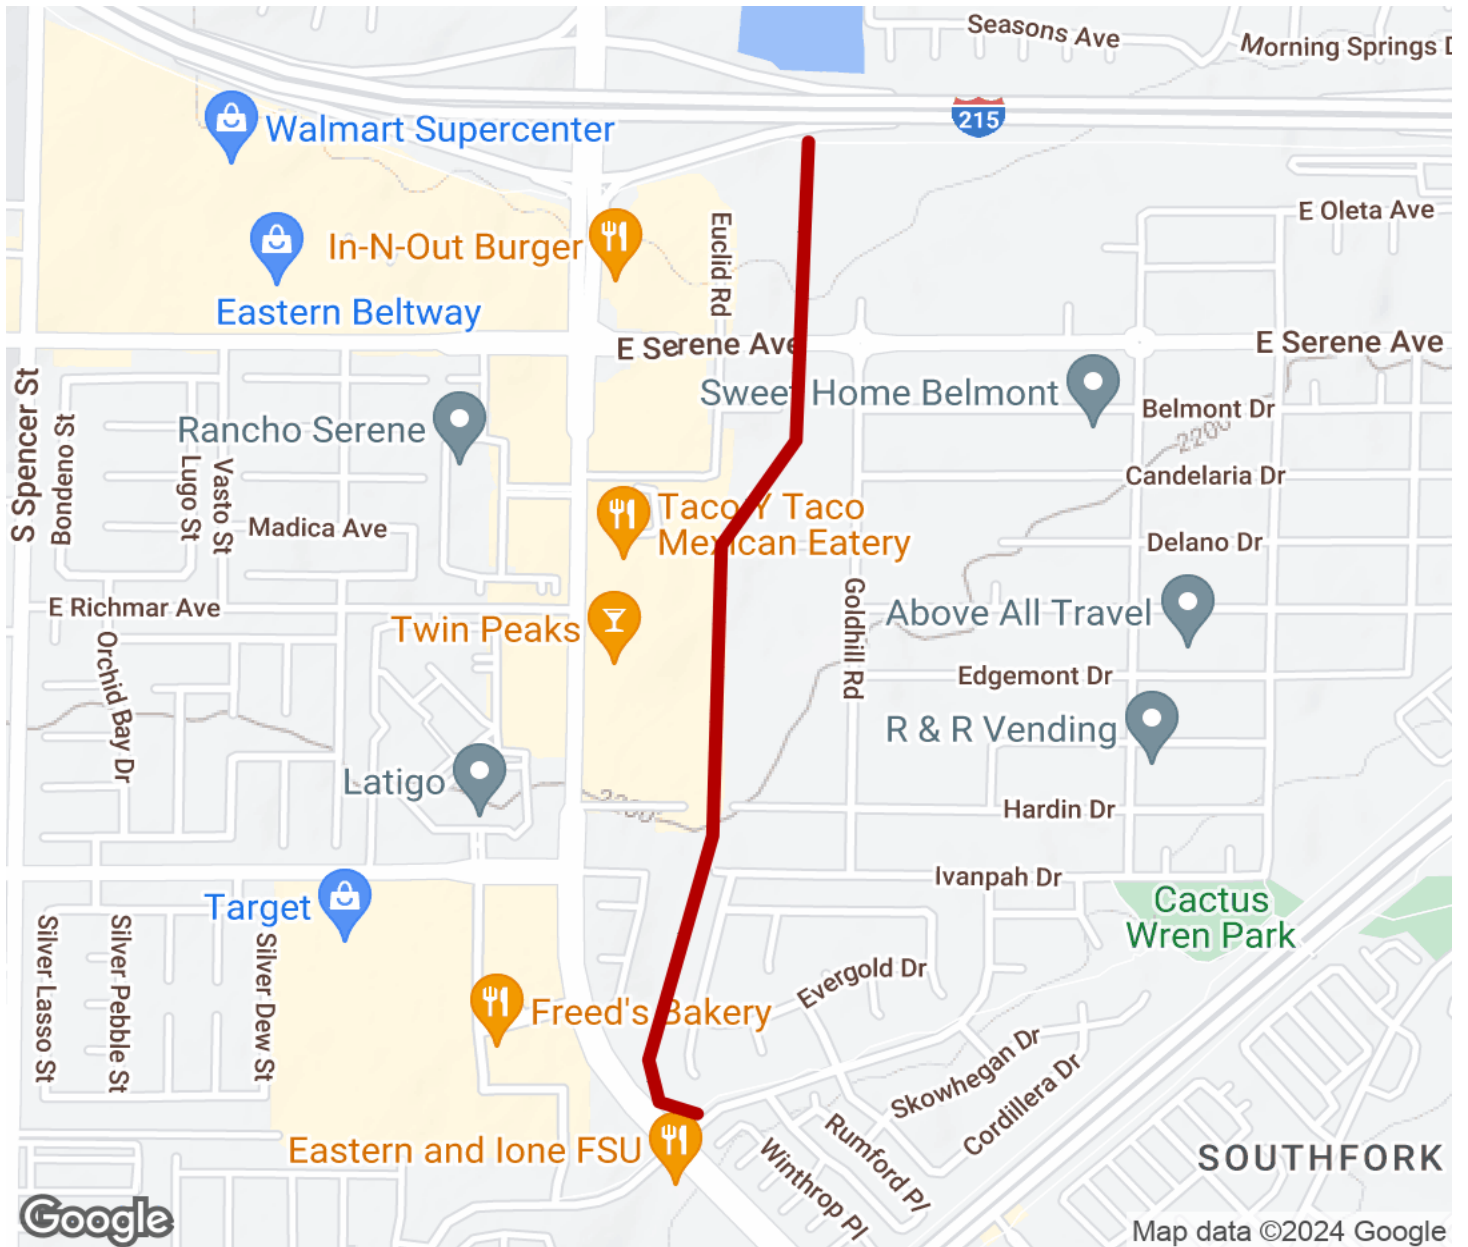 Seasons Ave
Morning Springs D
Walmart Supercenter
215
E Oleta Ave
In-N-Out Burger
Euclid Rd
Eastern Beltway
E Serene Ave
E Serene Ave
S Spencer St
Sweet Home Belmont
Belmont Dr
Bondeno St
Rancho Serene
2200
Lugo St
Vasto St
Candelaria Dr
Taco Y Taco
Mexican Eatery
Madica Ave
Delano Dr
E Richmar Ave
Twin Peaks
Goldhill Rd
Above All Travel
Orchid Bay Dr
Edgemont Dr
R & R Vending
Latigo
2200
Hardin Dr
Ivanpah Dr
Target
Cactus
Wren Park
Silver Lasso St
Silver Pebble St
Silver Dew St
Evergold Dr
Freed's Bakery
Skowhegan Dr
Cordillera Dr
Eastern and Ione FSU
Rumford Pl
Winthrop Pl
SOUTHFORK
Google
Map data ©2024 Google